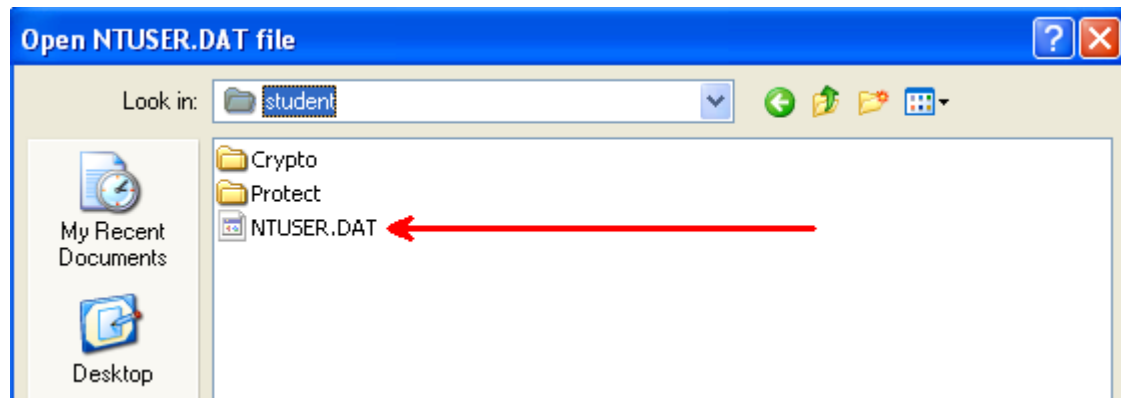 Open NTUSER.DAT file
Look in:
student
Crypto
Protect
NTUSER.DAT
My Recent
Documents
Desktop